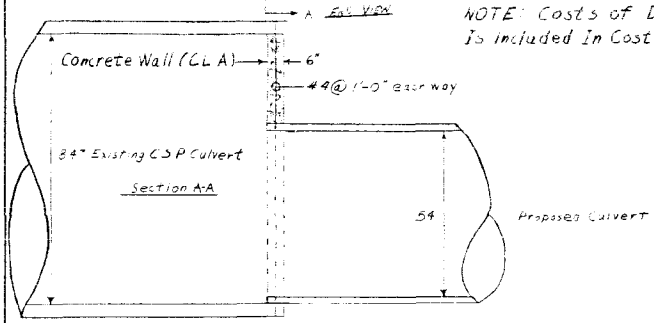 A End View
NOTE: Costs of
Is included In Cost
Concrete Wall (CL A)
6"
#4@ 1'-0" each way
84" Existing C S P Culvert
Section A-A
54
Proposed Culvert